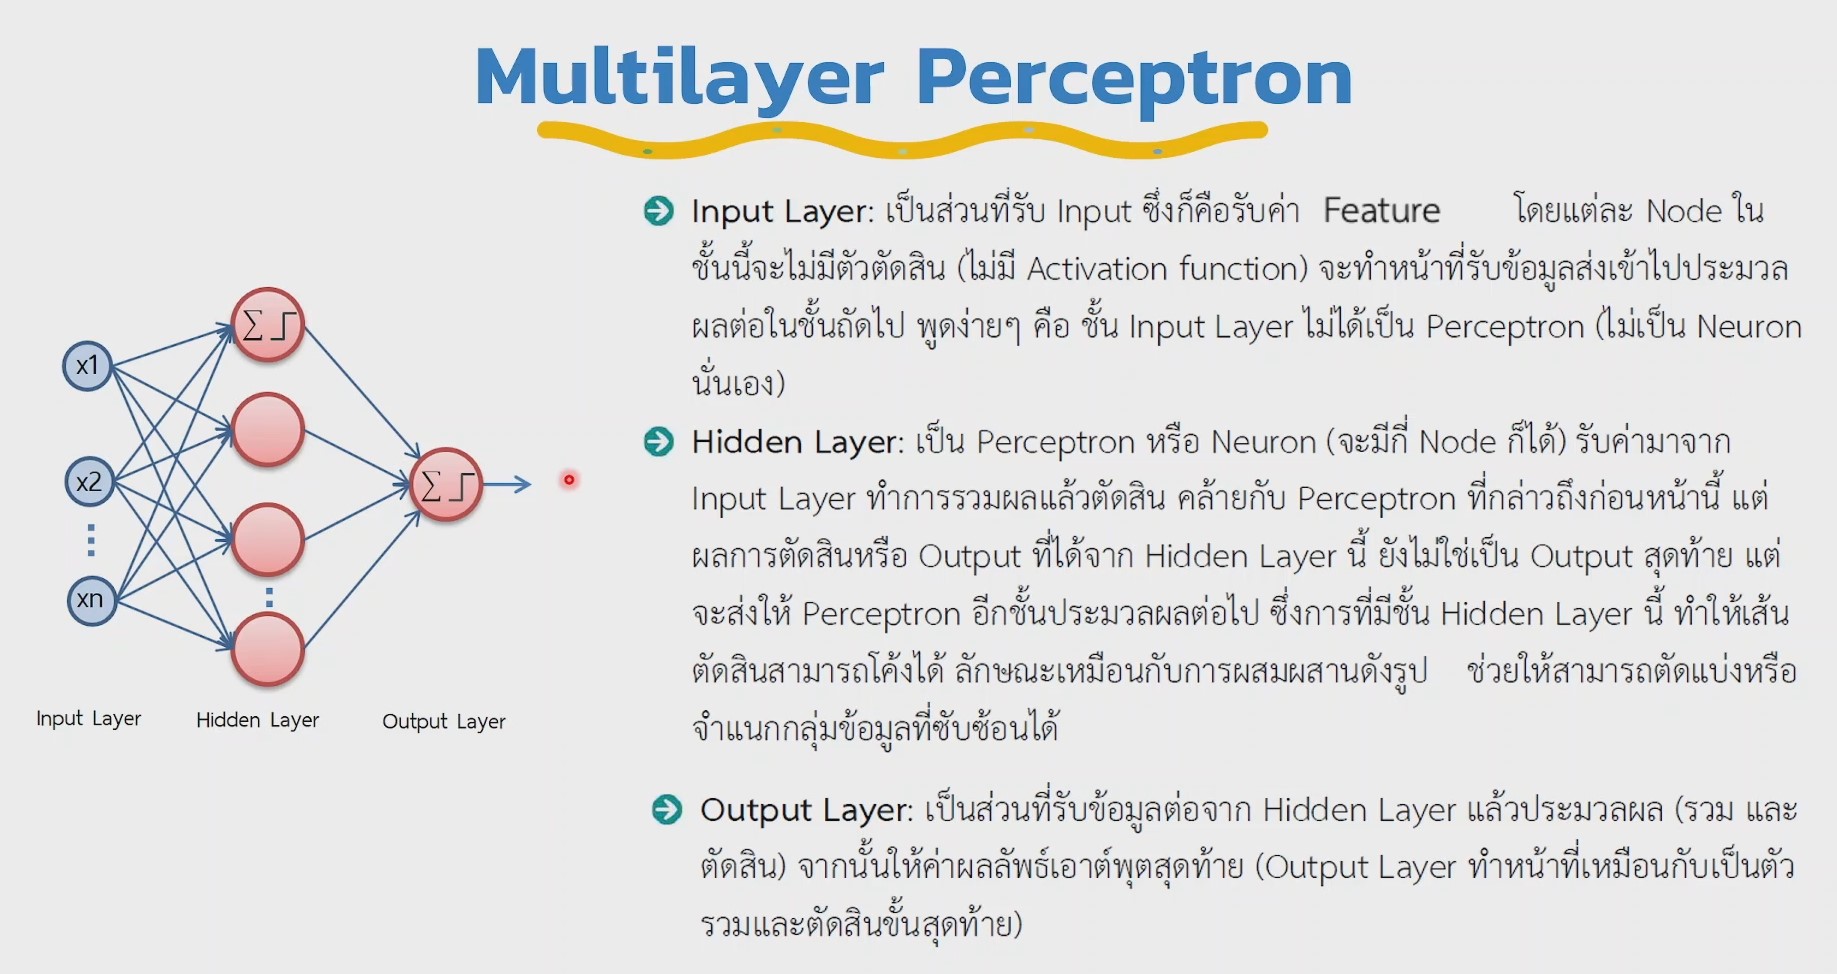 Multilayer Perceptron
Input Layer: เป็นส่วนที่รับ Input ซึ่งก็คือรับค่า Feature โดยแต่ละ Node ใน
ชั้นนี้จะไม่มีตัวตัดสิน (ไม่มี Activation function) จะทำหน้าที่รับข้อมูลส่งเข้าไปประมวล
ผลต่อในชั้นถัดไป พูดง่ายๆ คือ ชั้น Input Layer ไม่ได้เป็น Perceptron (ไม่เป็น Neuron
นั่นเอง)
Hidden Layer: เป็น Perceptron หรือ Neuron (จะมีกี่ Node ก็ได้) รับค่ามาจาก
Input Layer ทำการรวมผลแล้วตัดสิน คล้ายกับ Perceptron ที่กล่าวถึงก่อนหน้านี้ แต่
ผลการตัดสินหรือ Output ที่ได้จาก Hidden Layer นี้ ยังไม่ใช่เป็น Output สุดท้าย แต่
จะส่งให้ Perceptron อีกชั้นประมวลผลต่อไป ซึ่งการที่มีชั้น Hidden Layer นี้ ทำให้เส้น
ตัดสินสามารถโค้งได้ ลักษณะเหมือนกับการผสมผสานดังรูป ช่วยให้สามารถตัดแบ่งหรือ
จำแนกกลุ่มข้อมูลที่ซับซ้อนได้
Output Layer: เป็นส่วนที่รับข้อมูลต่อจาก Hidden Layer แล้วประมวลผล (รวม และ
ตัดสิน) จากนั้นให้ค่าผลลัพธ์เอาต์พุตสุดท้าย (Output Layer ทำหน้าที่เหมือนกับเป็นตัว
รวมและตัดสินขั้นสุดท้าย)
x1
x2
xn
∑
∑
Input Layer
Hidden Layer
Output Layer